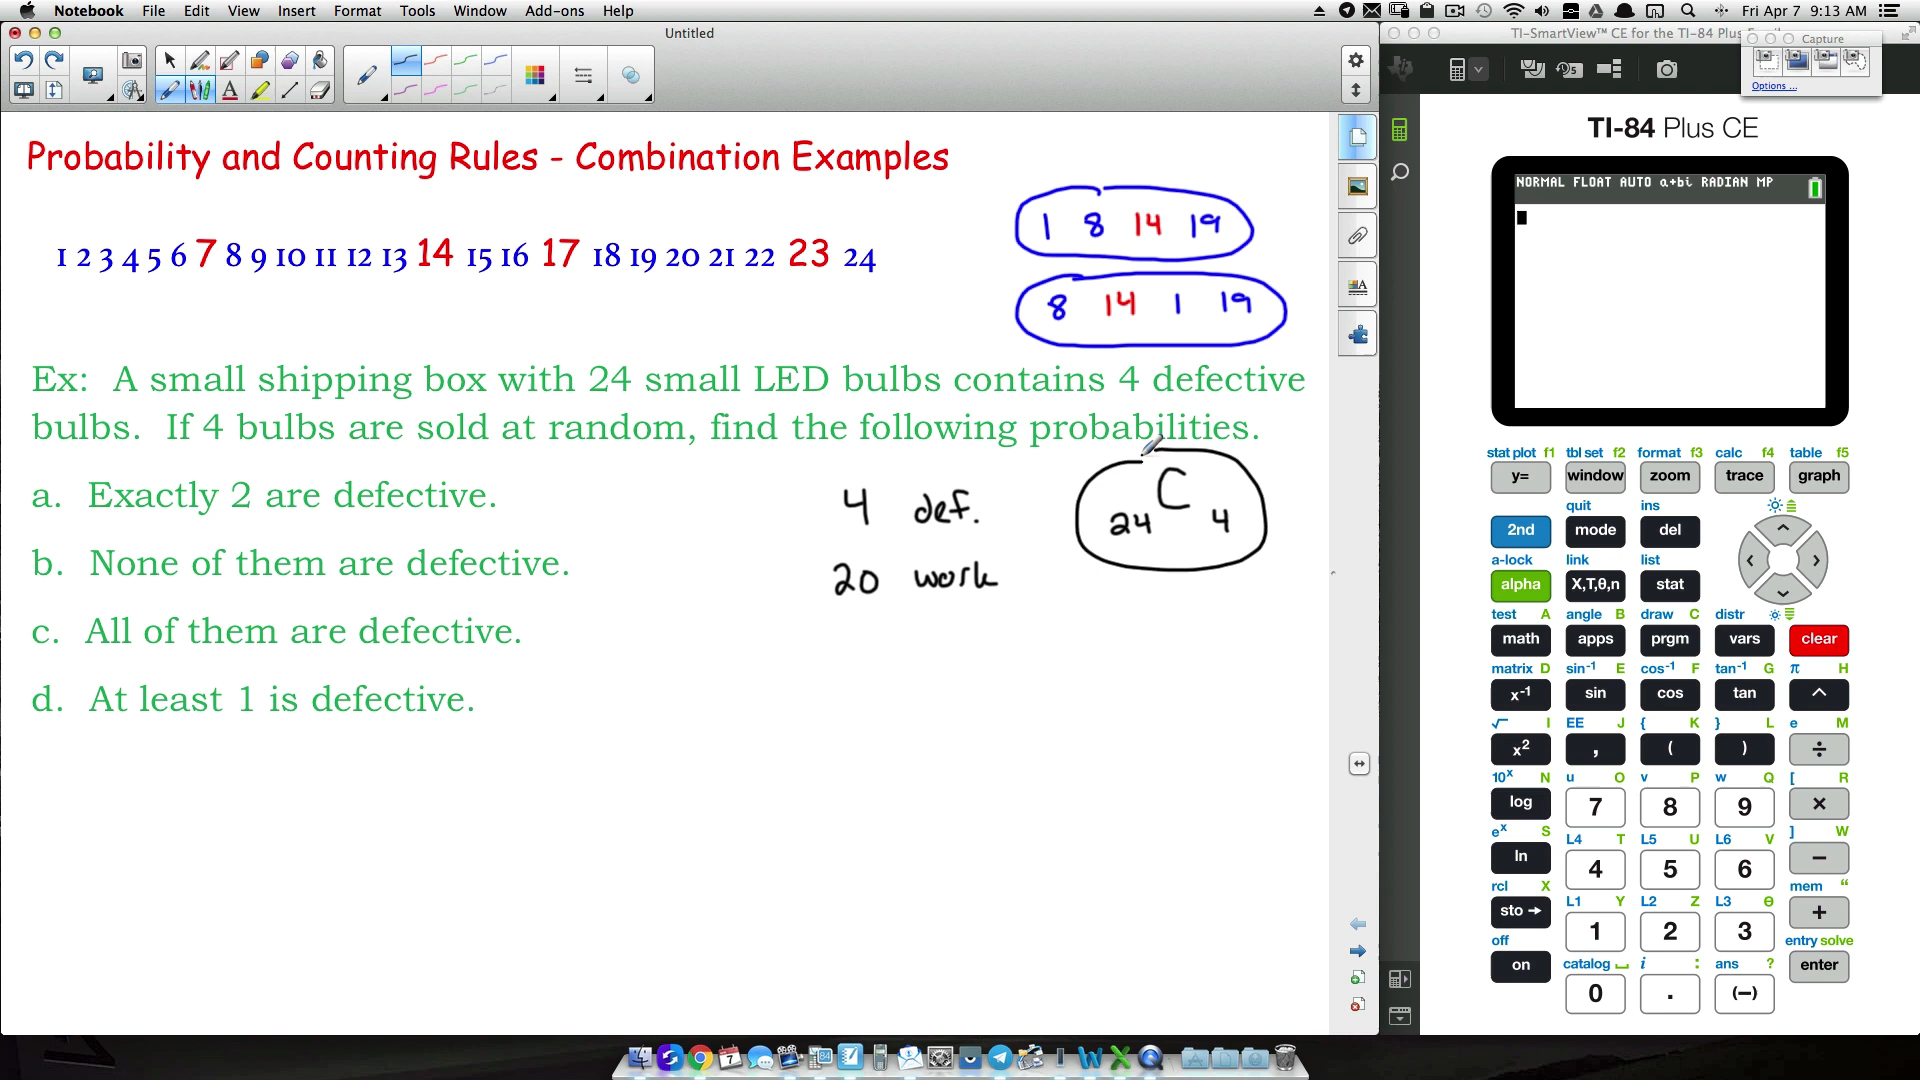 Notebook File Edit View Insert Format Tools Window Add-ons Help Fri Apr 7 9:13 AM
Untitled
TI-SmartView™ CE for the TI-84 Plus
Capture
Options ...
Probability and Counting Rules - Combination Examples
1 2 3 4 5 6 7 8 9 10 11 12 13 14 15 16 17 18 19 20 21 22 23 24
1 8 14 19
8 14 1 19
Ex: A small shipping box with 24 small LED bulbs contains 4 defective
bulbs. If 4 bulbs are sold at random, find the following probabilities.
a. Exactly 2 are defective.
b. None of them are defective.
c. All of them are defective.
d. At least 1 is defective.
4 def.
20 work
24 C 4
TI-84 Plus CE
NORMAL FLOAT AUTO a+bi RADIAN MP
stat plot f1 tbl set f2 format f3 calc f4 table f5
y= window zoom trace graph
quit ins
2nd mode del
a-lock link list
alpha X,T,θ,n stat
test A angle B draw C distr
math apps prgm vars clear
matrix D sin⁻¹ E cos⁻¹ F tan⁻¹ G π H
x⁻¹ sin cos tan ^
√ I EE J { K } L e M
x² , ( ) ÷
10ˣ N u O v P w Q [ R
log 7 8 9 ×
eˣ S L4 T L5 U L6 V ] W
ln 4 5 6 −
rcl X L1 Y L2 Z L3 θ mem “
sto→ 1 2 3 +
off catalog i : ans ? entry solve
on 0 . (−) enter